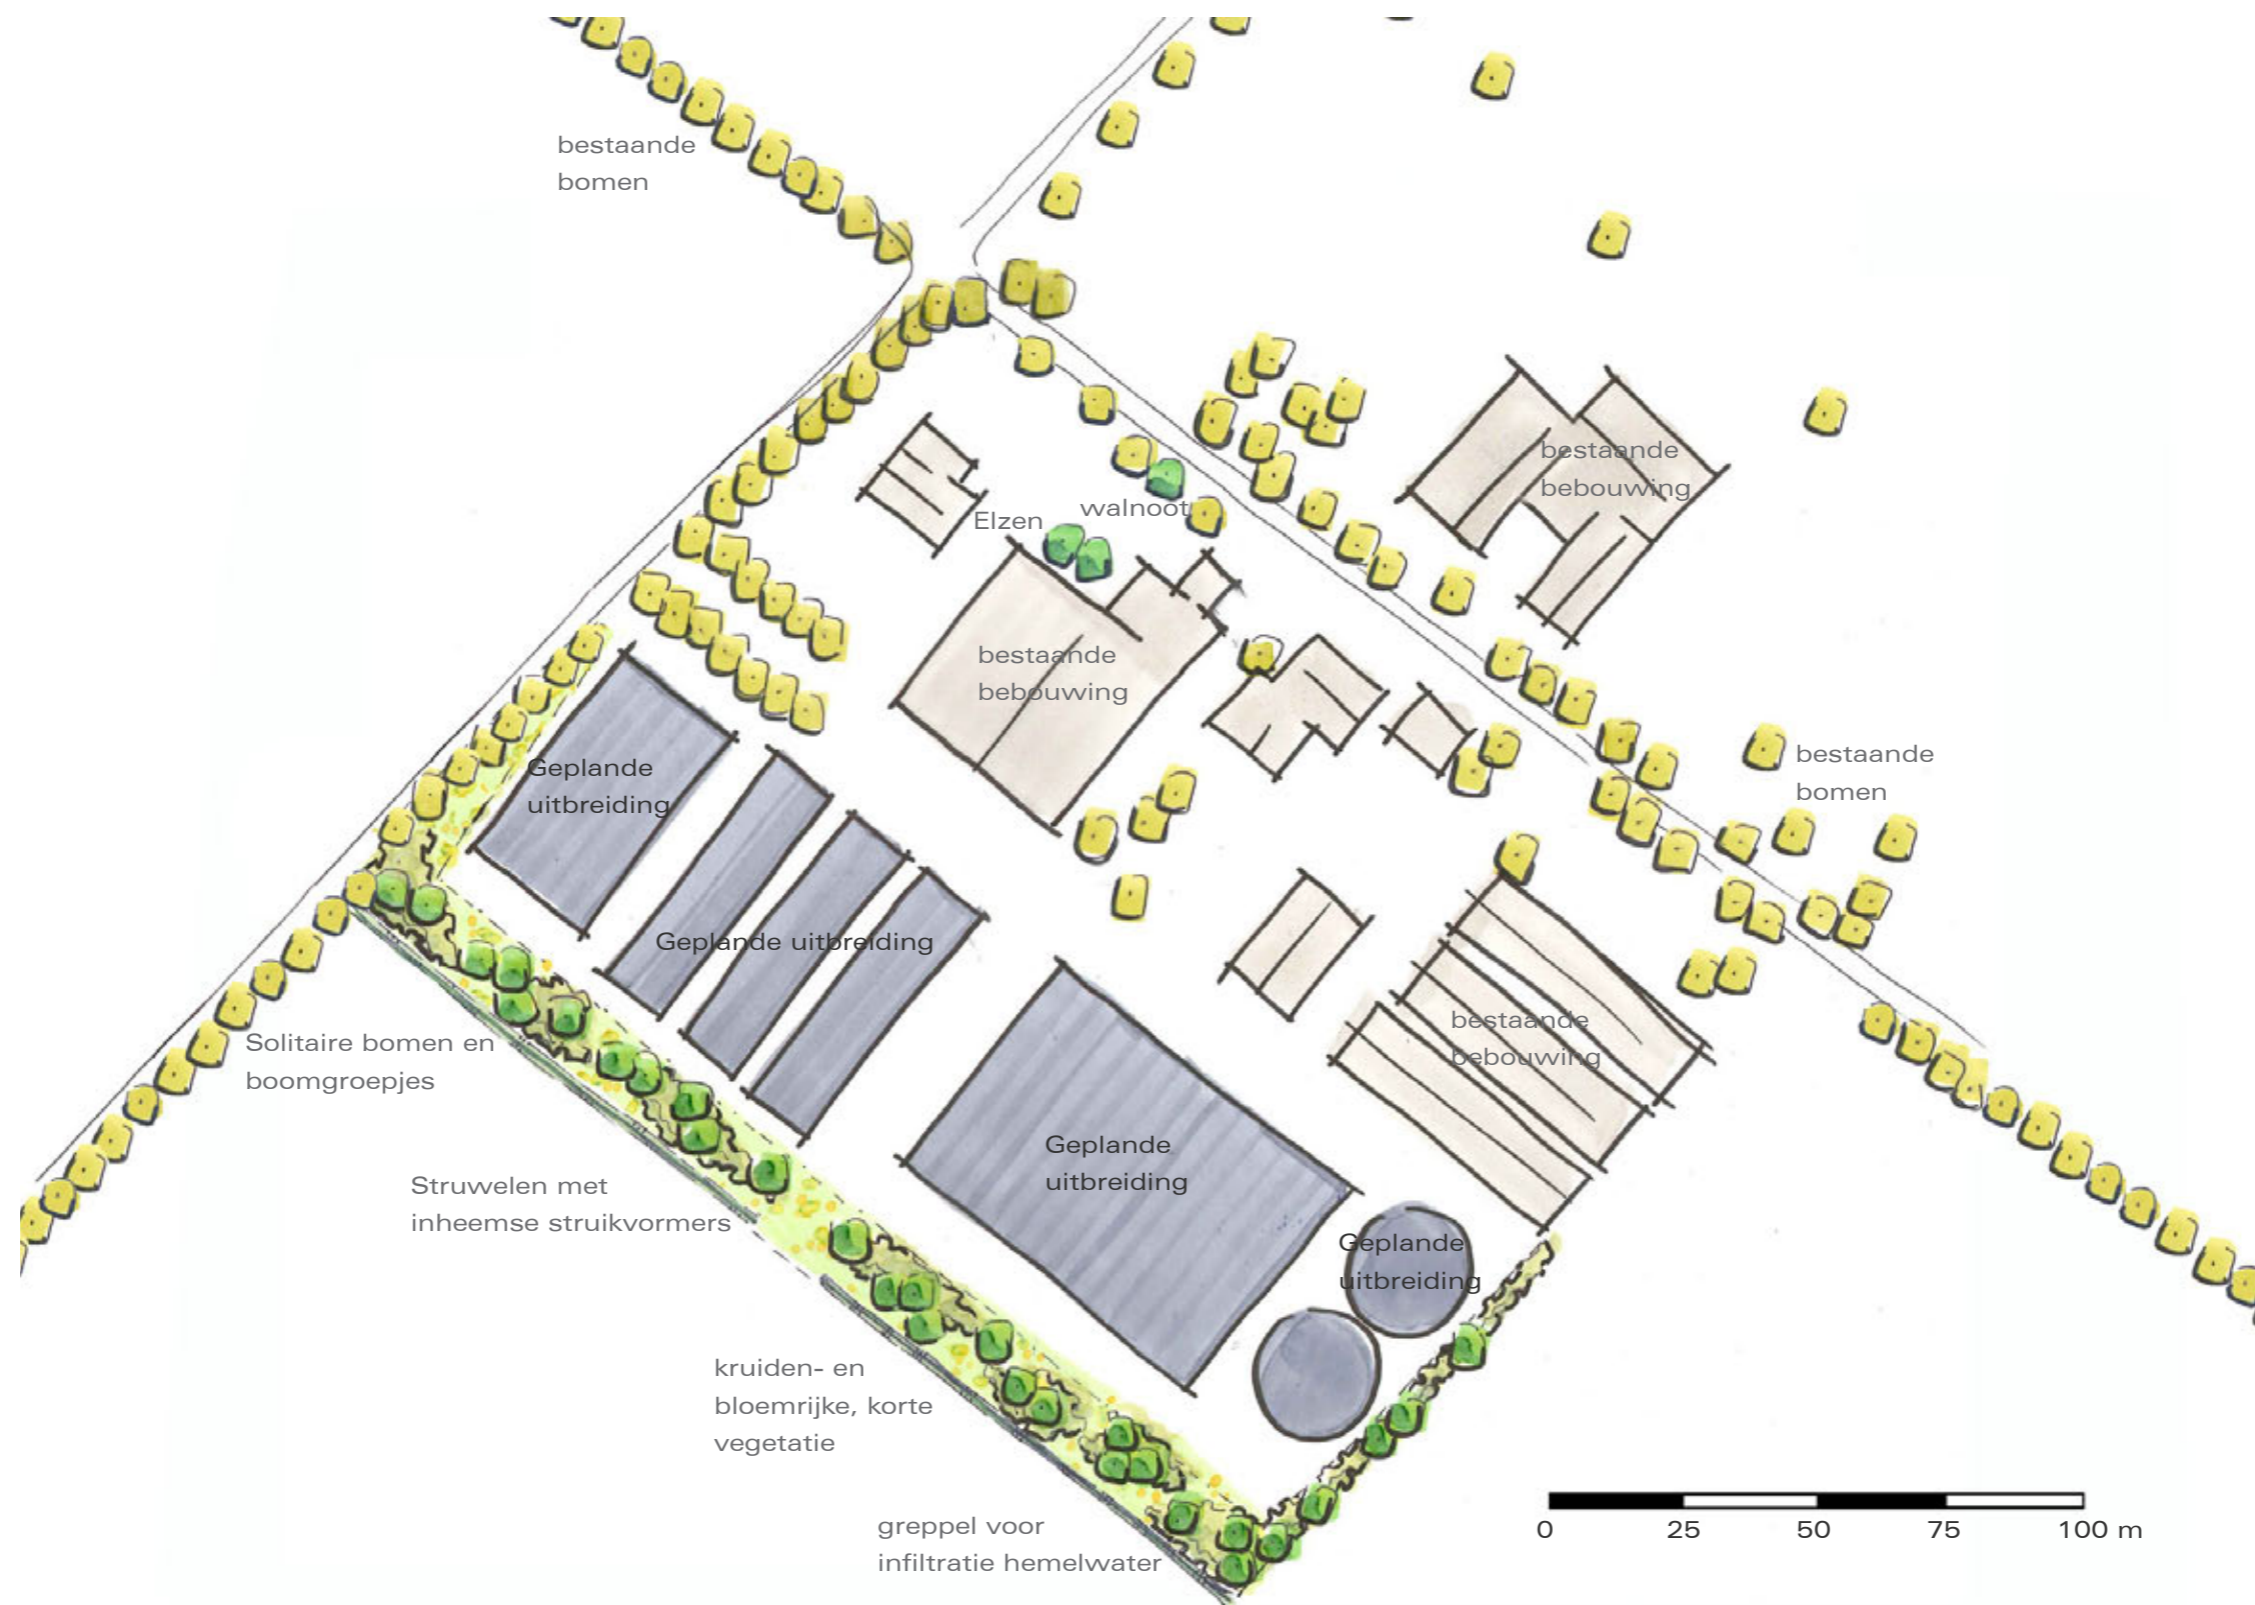 bestaande
bomen
bestaande
bebouwing
walnoot
Elzen
bestaande
bebouwing
bestaande
bomen
Geplande
uitbreiding
Geplande uitbreiding
bestaande
bebouwing
Solitaire bomen en
boomgroepjes
Geplande
uitbreiding
Struwelen met
inheemse struikvormers
Geplande
uitbreiding
kruiden- en
bloemrijke, korte
vegetatie
greppel voor
infiltratie hemelwater
0 25 50 75 100 m